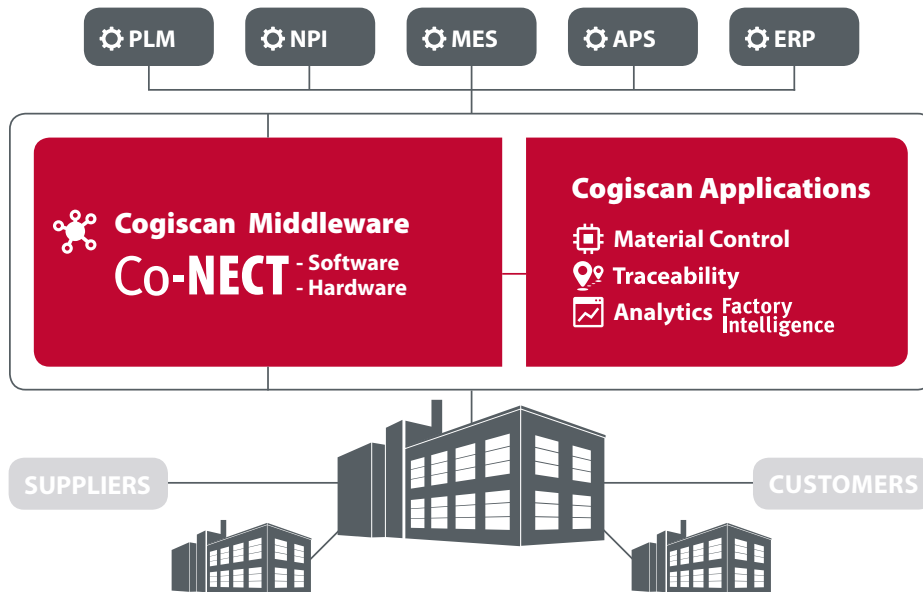 PLM
NPI
MES
APS
ERP
Cogiscan Middleware
Co-NECT
- Software
- Hardware
Cogiscan Applications
Material Control
Traceability
Analytics
Factory
Intelligence
SUPPLIERS
CUSTOMERS